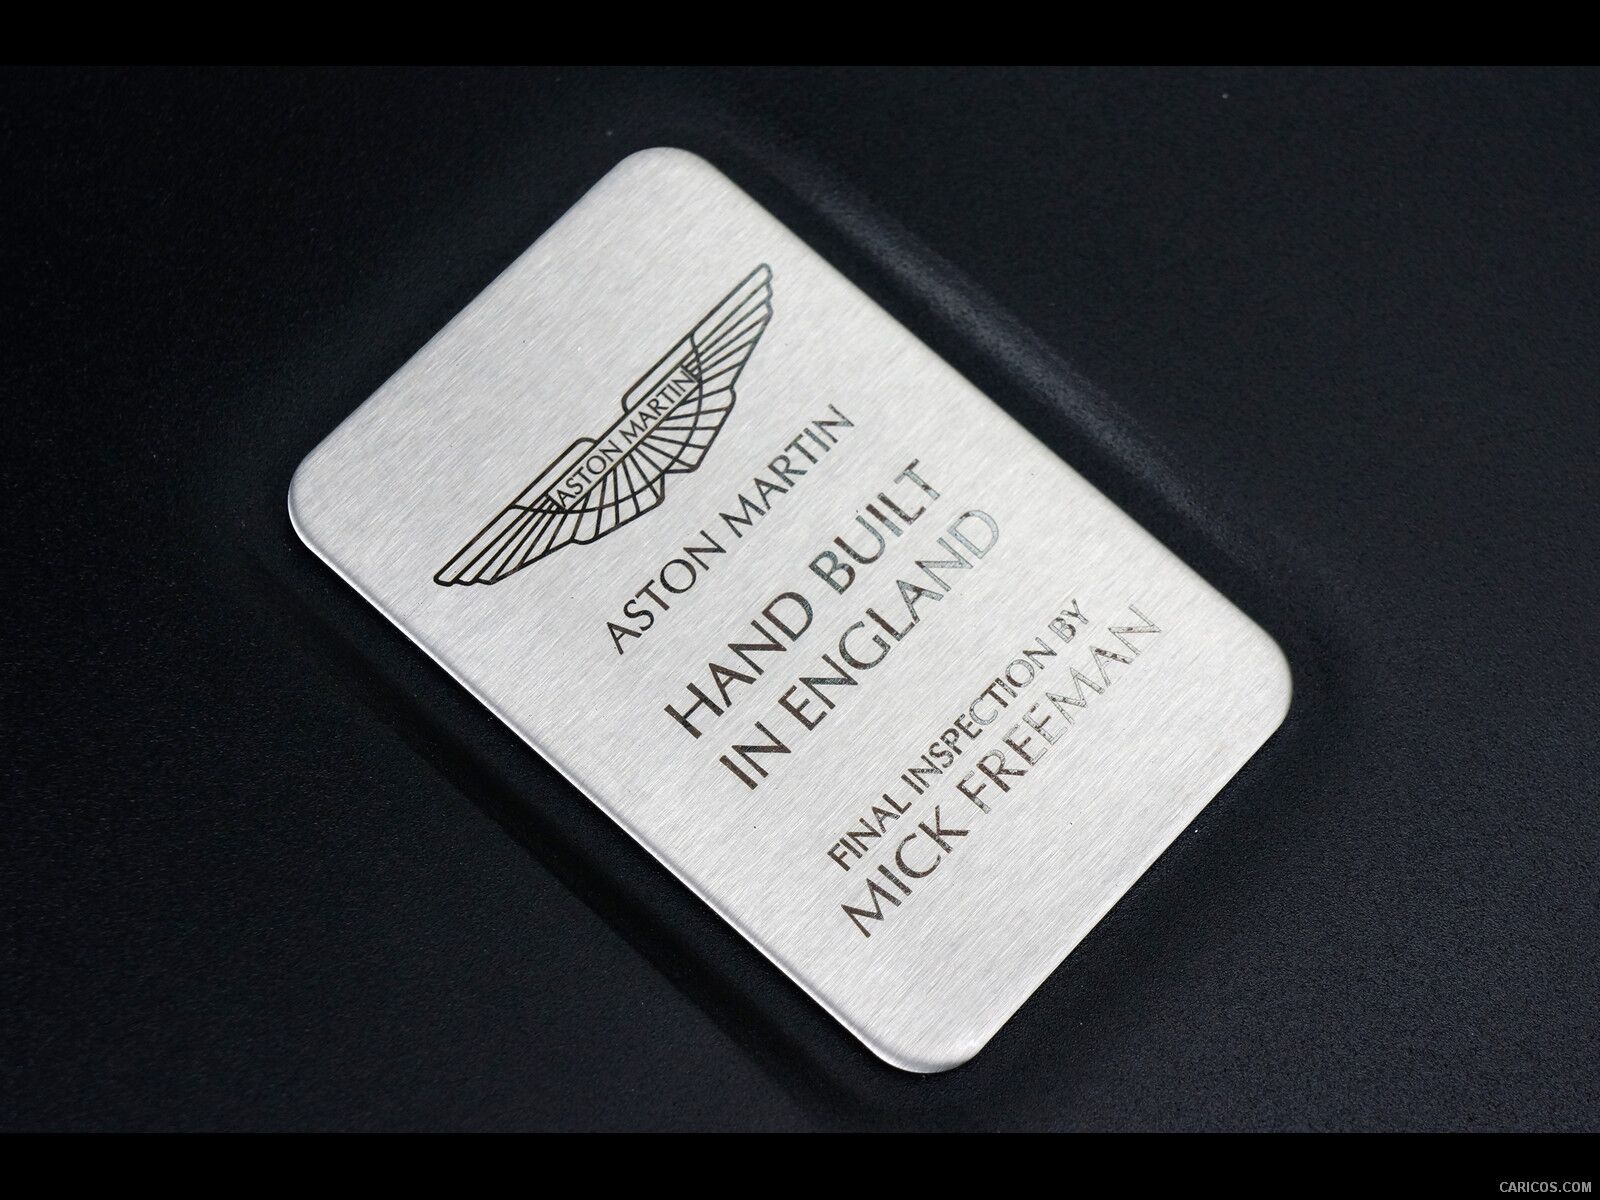 ASTON MARTIN
ASTON MARTIN
HAND BUILT
IN ENGLAND
FINAL INSPECTION BY
MICK FREEMAN
CARICOS.COM